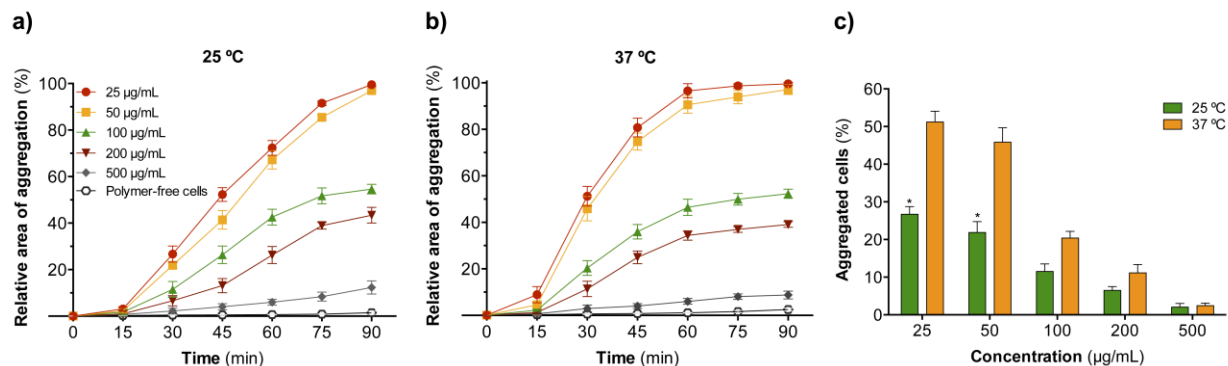 a)
25 ºC
Relative area of aggregation (%)
100
80
60
40
20
25 µg/mL
50 µg/mL
100 µg/mL
200 µg/mL
500 µg/mL
Polymer-free cells
0 15 30 45 60 75 90
Time (min)
b)
37 ºC
Relative area of aggregation (%)
100
80
60
40
20
0 15 30 45 60 75 90
Time (min)
c)
Aggregated cells (%)
60
50
40
30
20
10
0
25 ºC
37 ºC
*
*
25 50 100 200 500
Concentration (µg/mL)